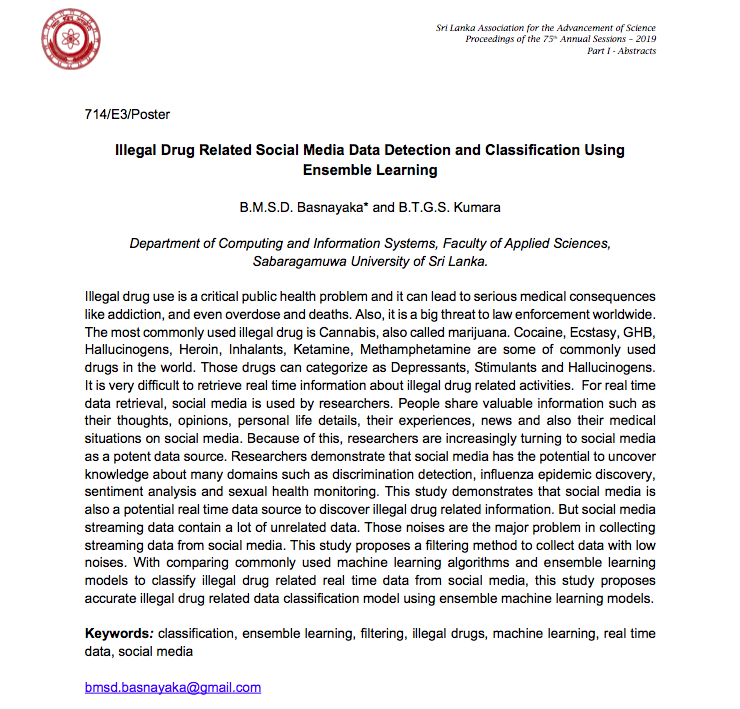 Sri Lanka Association for the Advancement of Science
Proceedings of the 75th Annual Sessions – 2019
Part I - Abstracts
714/E3/Poster
Illegal Drug Related Social Media Data Detection and Classification Using
Ensemble Learning
B.M.S.D. Basnayaka* and B.T.G.S. Kumara
Department of Computing and Information Systems, Faculty of Applied Sciences,
Sabaragamuwa University of Sri Lanka.
Illegal drug use is a critical public health problem and it can lead to serious medical consequences
like addiction, and even overdose and deaths. Also, it is a big threat to law enforcement worldwide.
The most commonly used illegal drug is Cannabis, also called marijuana. Cocaine, Ecstasy, GHB,
Hallucinogens, Heroin, Inhalants, Ketamine, Methamphetamine are some of commonly used
drugs in the world. Those drugs can categorize as Depressants, Stimulants and Hallucinogens.
It is very difficult to retrieve real time information about illegal drug related activities. For real time
data retrieval, social media is used by researchers. People share valuable information such as
their thoughts, opinions, personal life details, their experiences, news and also their medical
situations on social media. Because of this, researchers are increasingly turning to social media
as a potent data source. Researchers demonstrate that social media has the potential to uncover
knowledge about many domains such as discrimination detection, influenza epidemic discovery,
sentiment analysis and sexual health monitoring. This study demonstrates that social media is
also a potential real time data source to discover illegal drug related information. But social media
streaming data contain a lot of unrelated data. Those noises are the major problem in collecting
streaming data from social media. This study proposes a filtering method to collect data with low
noises. With comparing commonly used machine learning algorithms and ensemble learning
models to classify illegal drug related real time data from social media, this study proposes
accurate illegal drug related data classification model using ensemble machine learning models.
Keywords: classification, ensemble learning, filtering, illegal drugs, machine learning, real time
data, social media
bmsd.basnayaka@gmail.com